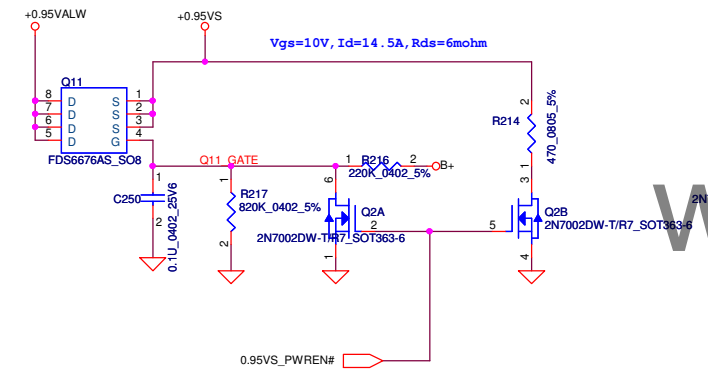 +0.95VALW
+0.95VS
Vgs=10V,Id=14.5A,Rds=6mohm
Q11
8 D S 1
7 D S 2
6 D S 3
5 D G 4
FDS6676AS_SO8
2
R214
470_0805_5%
1
Q11_GATE
1 R216 2
220K_0402_5%
B+
1
C250
2
0.1U_0402_25V6
1
R217
820K_0402_5%
2
6
Q2A
2
2N7002DW-T/R7_SOT363-6
1
3
Q2B
5
2N7002DW-T/R7_SOT363-6
4
2N
W
0.95VS_PWREN#